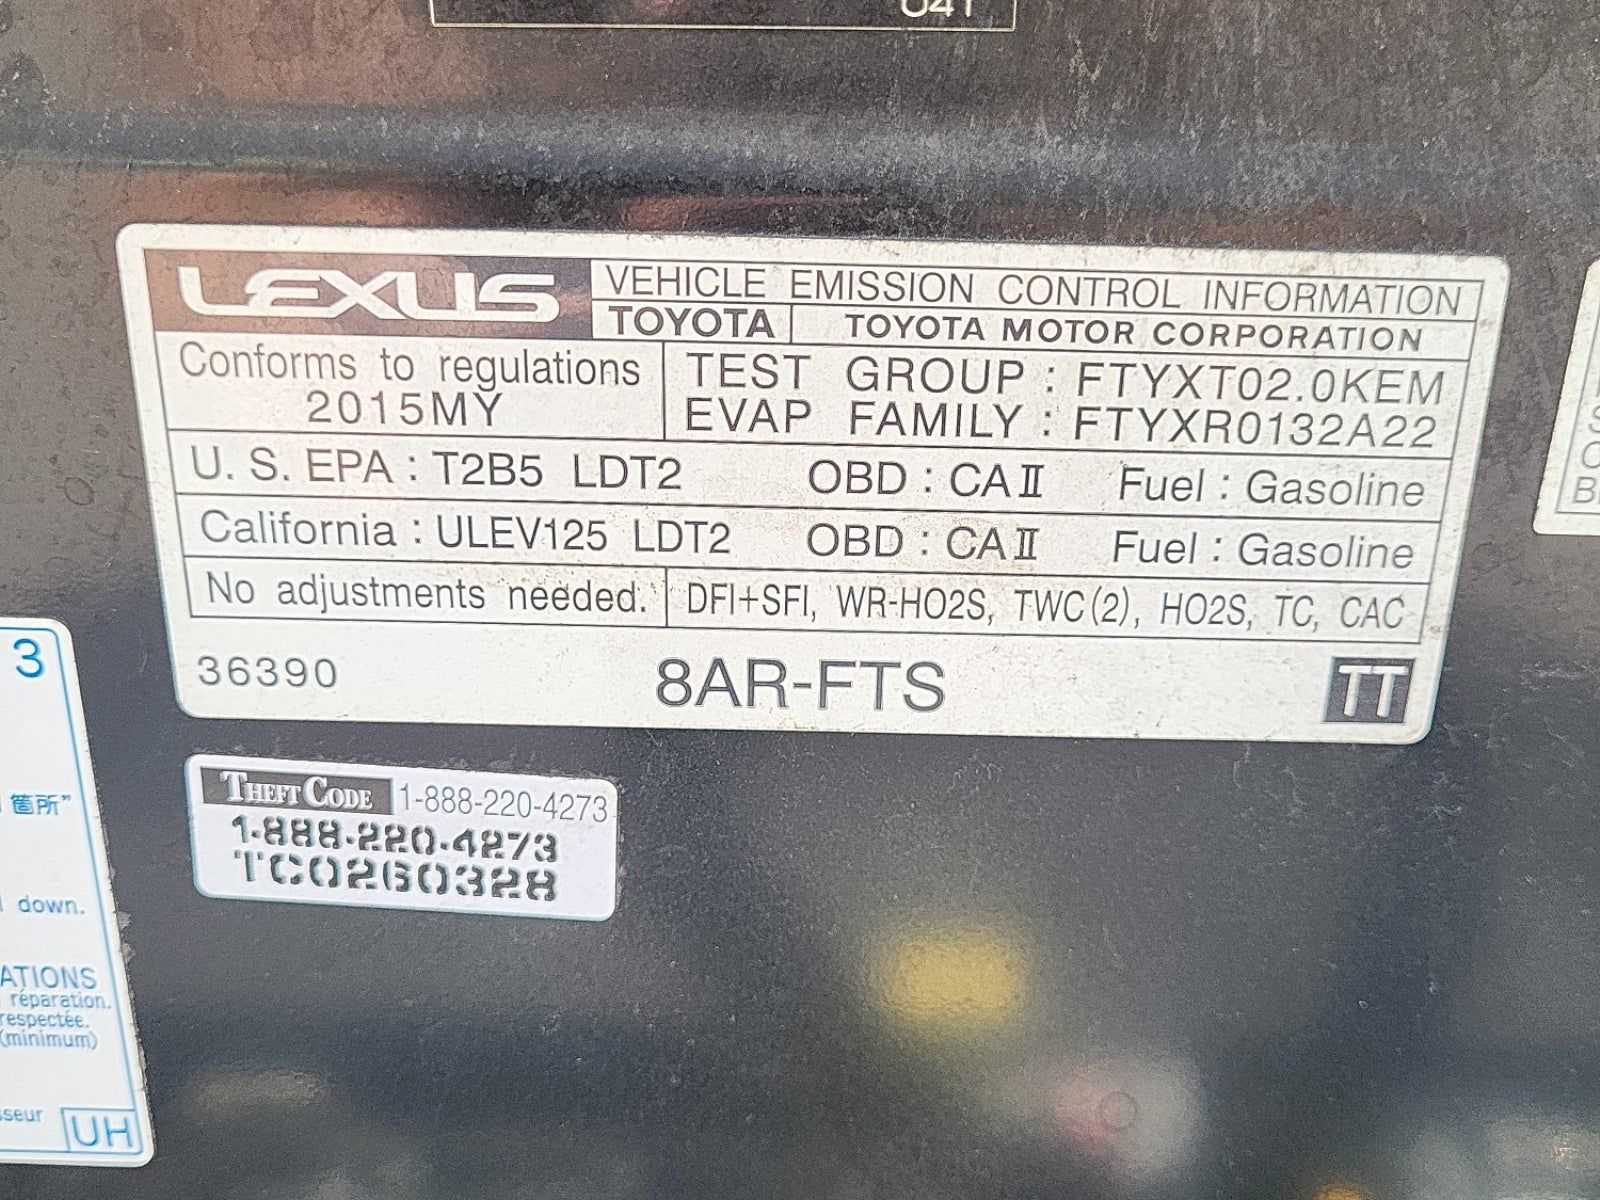 LEXUS
VEHICLE EMISSION CONTROL INFORMATION
TOYOTA TOYOTA MOTOR CORPORATION
Conforms to regulations
2015MY
TEST GROUP : FTYXT02.0KEM
EVAP FAMILY : FTYXR0132A22
U. S. EPA : T2B5 LDT2 OBD : CAⅡ Fuel : Gasoline
California : ULEV125 LDT2 OBD : CAⅡ Fuel : Gasoline
No adjustments needed. DFI+SFI, WR-HO2S, TWC(2), HO2S, TC, CAC
36390 8AR-FTS TT
THEFT CODE 1-888-220-4273
1-888-220-4273
TC0260328
3
箇所”
down.
ATIONS
réparation.
respectée.
(minimum)
sseur
UH